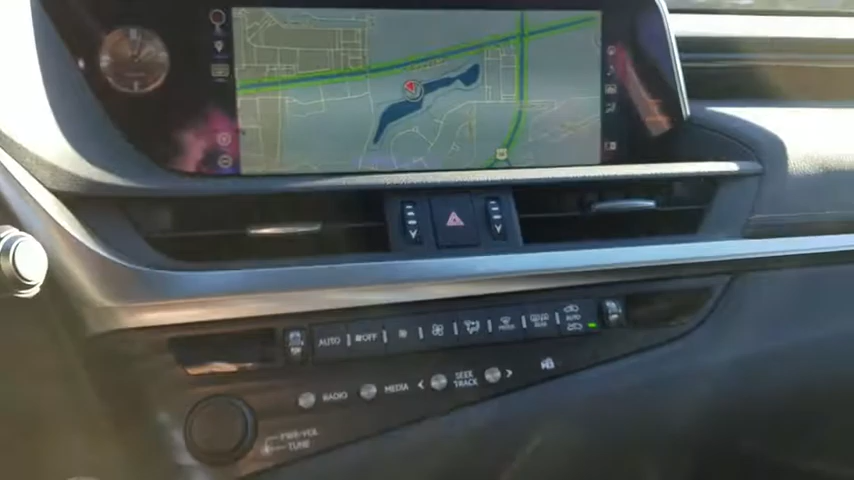 AUTO
OFF
AUTO
RADIO
MEDIA
SEEK
TRACK
PWR·VOL
TUNE